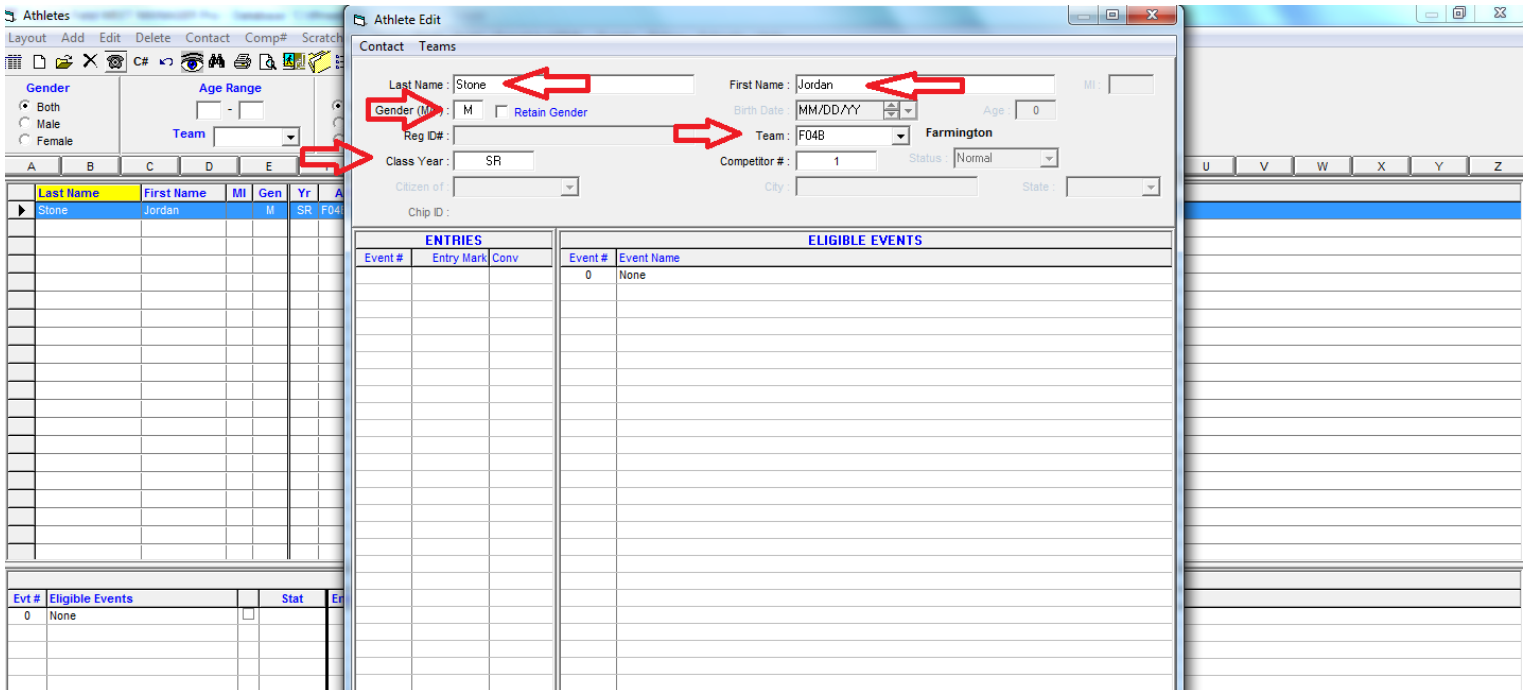 Athletes
Layout Add Edit Delete Contact Comp# Scratch
C#
Gender
Both
Male
Female
Age Range
-
Team
A B C D E
Last Name First Name MI Gen Yr A
Stone Jordan M SR F04B
Evt # Eligible Events Stat En
0 None
Athlete Edit
Contact Teams
Last Name : Stone First Name : Jordan MI :
Gender (M/F) : M Retain Gender Birth Date : MM/DD/YY Age : 0
Reg ID# : Team : F04B Farmington
Class Year : SR Competitor # : 1 Status : Normal
Citizen of : City : State :
Chip ID :
ENTRIES ELIGIBLE EVENTS
Event # Entry Mark Conv Event # Event Name
0 None
U V W X Y Z